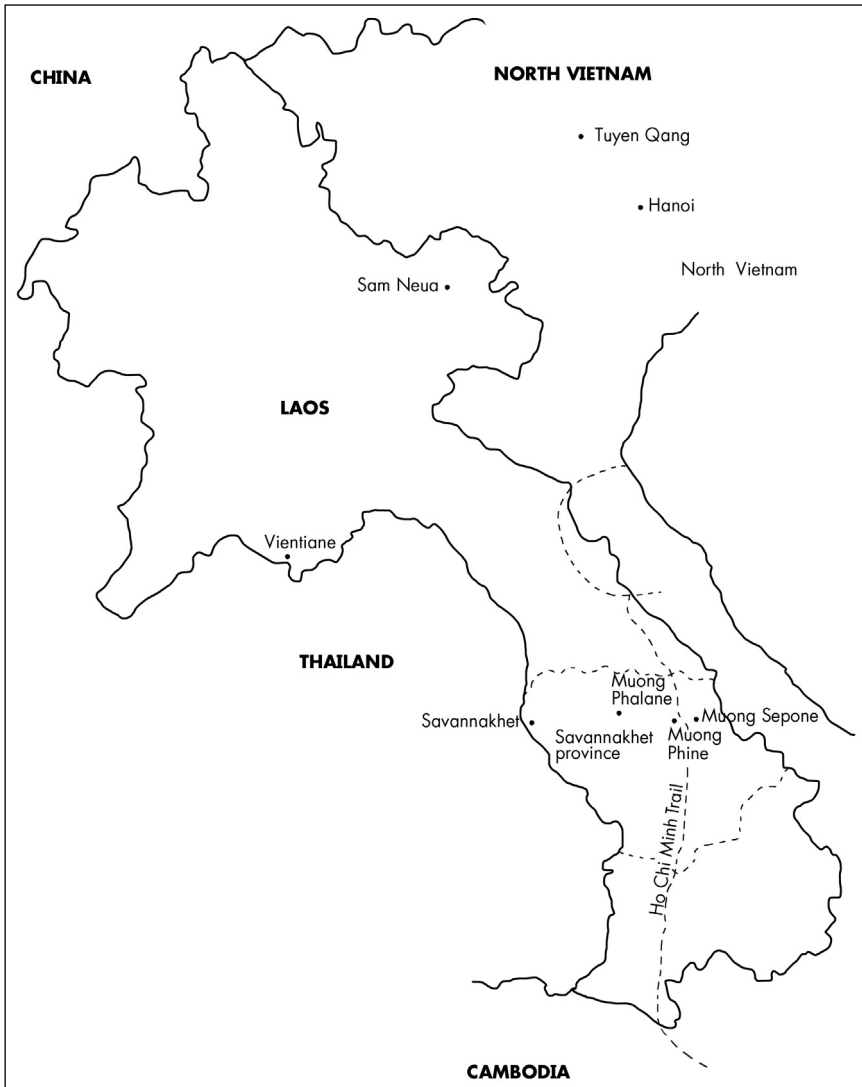 CHINA
NORTH VIETNAM
Tuyen Qang
Hanoi
North Vietnam
Sam Neua
LAOS
Vientiane
THAILAND
Muong
Phalane
Savannakhet
Muong Sepone
Savannakhet
province
Muong
Phine
Ho Chi Minh Trail
CAMBODIA